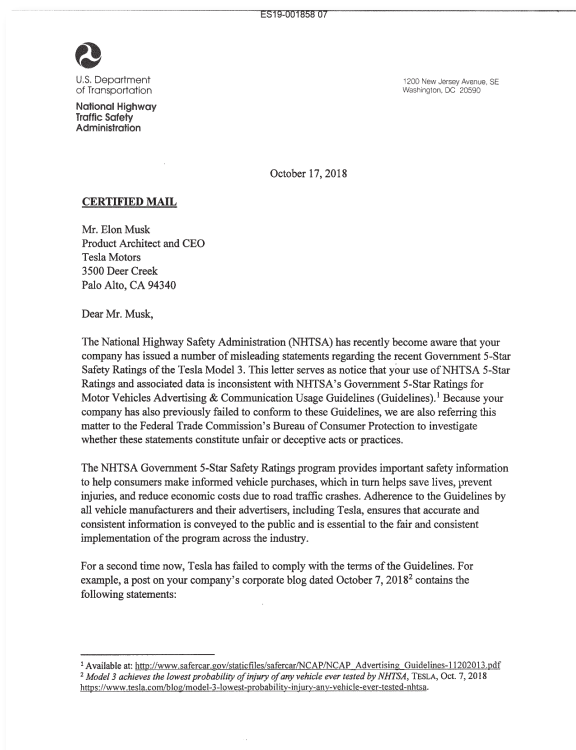 ES19-001858 07
U.S. Department
of Transportation
National Highway
Traffic Safety
Administration
1200 New Jersey Avenue, SE
Washington, DC 20590
October 17, 2018
CERTIFIED MAIL
Mr. Elon Musk
Product Architect and CEO
Tesla Motors
3500 Deer Creek
Palo Alto, CA 94340
Dear Mr. Musk,
The National Highway Safety Administration (NHTSA) has recently become aware that your
company has issued a number of misleading statements regarding the recent Government 5-Star
Safety Ratings of the Tesla Model 3. This letter serves as notice that your use of NHTSA 5-Star
Ratings and associated data is inconsistent with NHTSA's Government 5-Star Ratings for
Motor Vehicles Advertising & Communication Usage Guidelines (Guidelines).¹ Because your
company has also previously failed to conform to these Guidelines, we are also referring this
matter to the Federal Trade Commission's Bureau of Consumer Protection to investigate
whether these statements constitute unfair or deceptive acts or practices.
The NHTSA Government 5-Star Safety Ratings program provides important safety information
to help consumers make informed vehicle purchases, which in turn helps save lives, prevent
injuries, and reduce economic costs due to road traffic crashes. Adherence to the Guidelines by
all vehicle manufacturers and their advertisers, including Tesla, ensures that accurate and
consistent information is conveyed to the public and is essential to the fair and consistent
implementation of the program across the industry.
For a second time now, Tesla has failed to comply with the terms of the Guidelines. For
example, a post on your company's corporate blog dated October 7, 2018² contains the
following statements:
¹ Available at: http://www.safercar.gov/staticfiles/safercar/NCAP/NCAP_Advertising_Guidelines-11202013.pdf
² Model 3 achieves the lowest probability of injury of any vehicle ever tested by NHTSA, TESLA, Oct. 7, 2018
https://www.tesla.com/blog/model-3-lowest-probability-injury-any-vehicle-ever-tested-nhtsa.